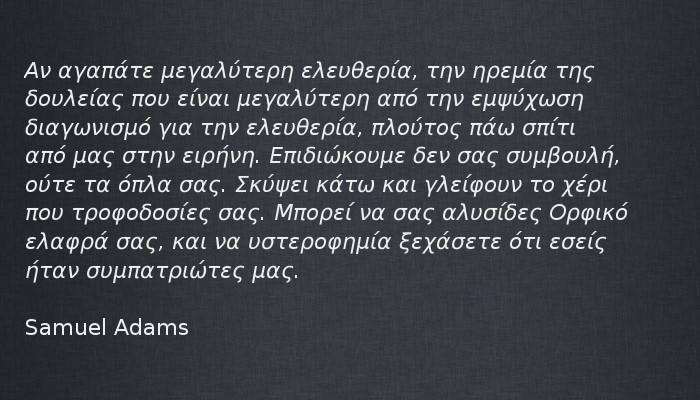 Αν αγαπάτε μεγαλύτερη ελευθερία, την ηρεμία της
δουλείας που είναι μεγαλύτερη από την εμψύχωση
διαγωνισμό για την ελευθερία, πλούτος πάω σπίτι
από μας στην ειρήνη. Επιδιώκουμε δεν σας συμβουλή,
ούτε τα όπλα σας. Σκύψει κάτω και γλείφουν το χέρι
που τροφοδοσίες σας. Μπορεί να σας αλυσίδες Ορφικό
ελαφρά σας, και να υστεροφημία ξεχάσετε ότι εσείς
ήταν συμπατριώτες μας.
Samuel Adams